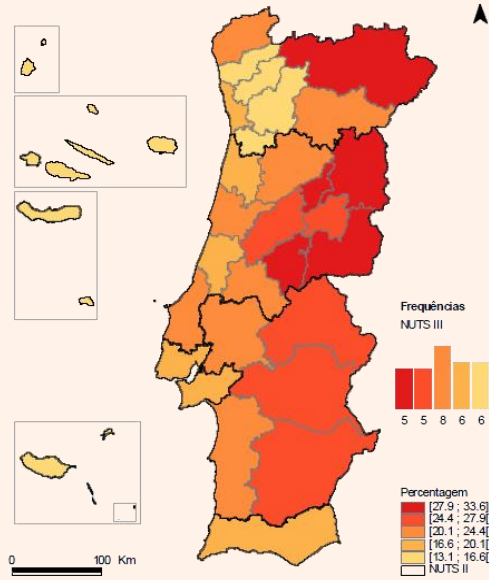 Frequências
NUTS III
5 5 8 6 6
Percentagem
[27.9 ; 33.6[
[24.4 ; 27.9[
[20.1 ; 24.4[
[16.6 ; 20.1[
[13.1 ; 16.6[
NUTS II
0 100 Km